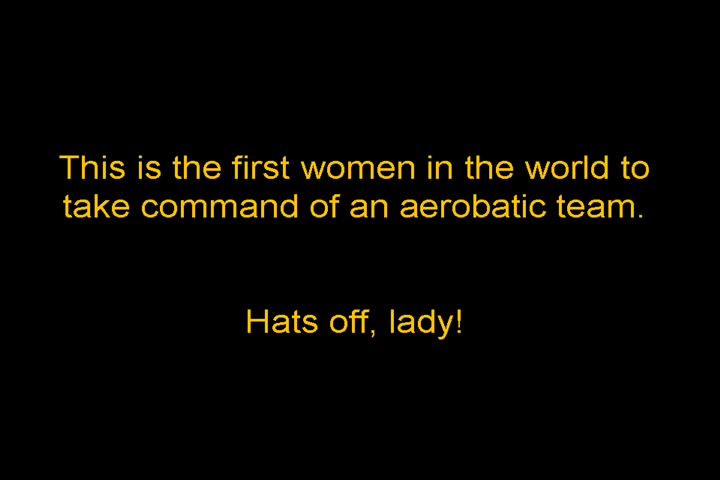 This is the first women in the world to
take command of an aerobatic team.
Hats off, lady!